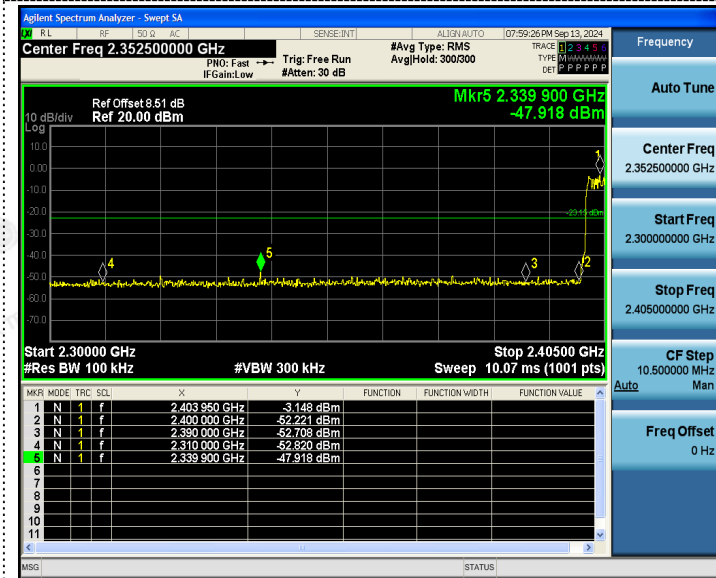 Agilent Spectrum Analyzer - Swept SA
LXI RL RF 50 Ω AC SENSE:INT ALIGN AUTO 07:59:26 PM Sep 13, 2024
Center Freq 2.352500000 GHz
PNO: Fast
IFGain:Low
Trig: Free Run
#Atten: 30 dB
#Avg Type: RMS
Avg|Hold: 300/300
TRACE 1 2 3 4 5 6
TYPE MWWWWW
DET P P P P P P
Ref Offset 8.51 dB
Ref 20.00 dBm
10 dB/div
Log
Mkr5 2.339 900 GHz
-47.918 dBm
10.0
0.00
-10.0
-20.0
-30.0
-40.0
-50.0
-60.0
-70.0
-23.15 dBm
1
4
5
3
2
Start 2.30000 GHz
Stop 2.40500 GHz
#Res BW 100 kHz
#VBW 300 kHz
Sweep 10.07 ms (1001 pts)
MKR MODE TRC SCL X Y FUNCTION FUNCTION WIDTH FUNCTION VALUE
1 N 1 f 2.403 950 GHz -3.148 dBm
2 N 1 f 2.400 000 GHz -52.221 dBm
3 N 1 f 2.390 000 GHz -52.708 dBm
4 N 1 f 2.310 000 GHz -52.820 dBm
5 N 1 f 2.339 900 GHz -47.918 dBm
6
7
8
9
10
11
MSG
STATUS
Frequency
Auto Tune
Center Freq
2.352500000 GHz
Start Freq
2.300000000 GHz
Stop Freq
2.405000000 GHz
CF Step
10.500000 MHz
Auto Man
Freq Offset
0 Hz